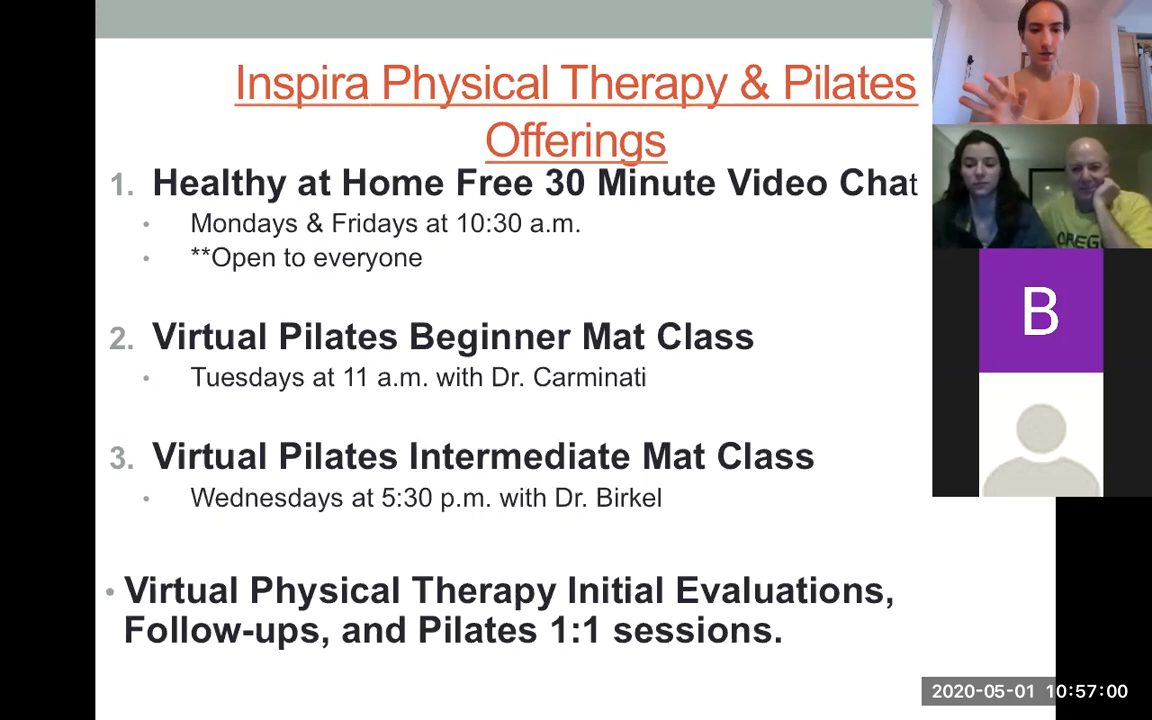 Inspira Physical Therapy & Pilates
Offerings
1. Healthy at Home Free 30 Minute Video Chat
• Mondays & Fridays at 10:30 a.m.
• **Open to everyone
2. Virtual Pilates Beginner Mat Class
• Tuesdays at 11 a.m. with Dr. Carminati
3. Virtual Pilates Intermediate Mat Class
• Wednesdays at 5:30 p.m. with Dr. Birkel
• Virtual Physical Therapy Initial Evaluations,
Follow-ups, and Pilates 1:1 sessions.
OREG
B
2020-05-01 10:57:00